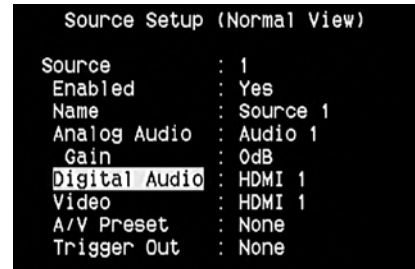 Source Setup (Normal View)
Source : 1
Enabled : Yes
Name : Source 1
Analog Audio : Audio 1
Gain : 0dB
Digital Audio : HDMI 1
Video : HDMI 1
A/V Preset : None
Trigger Out : None